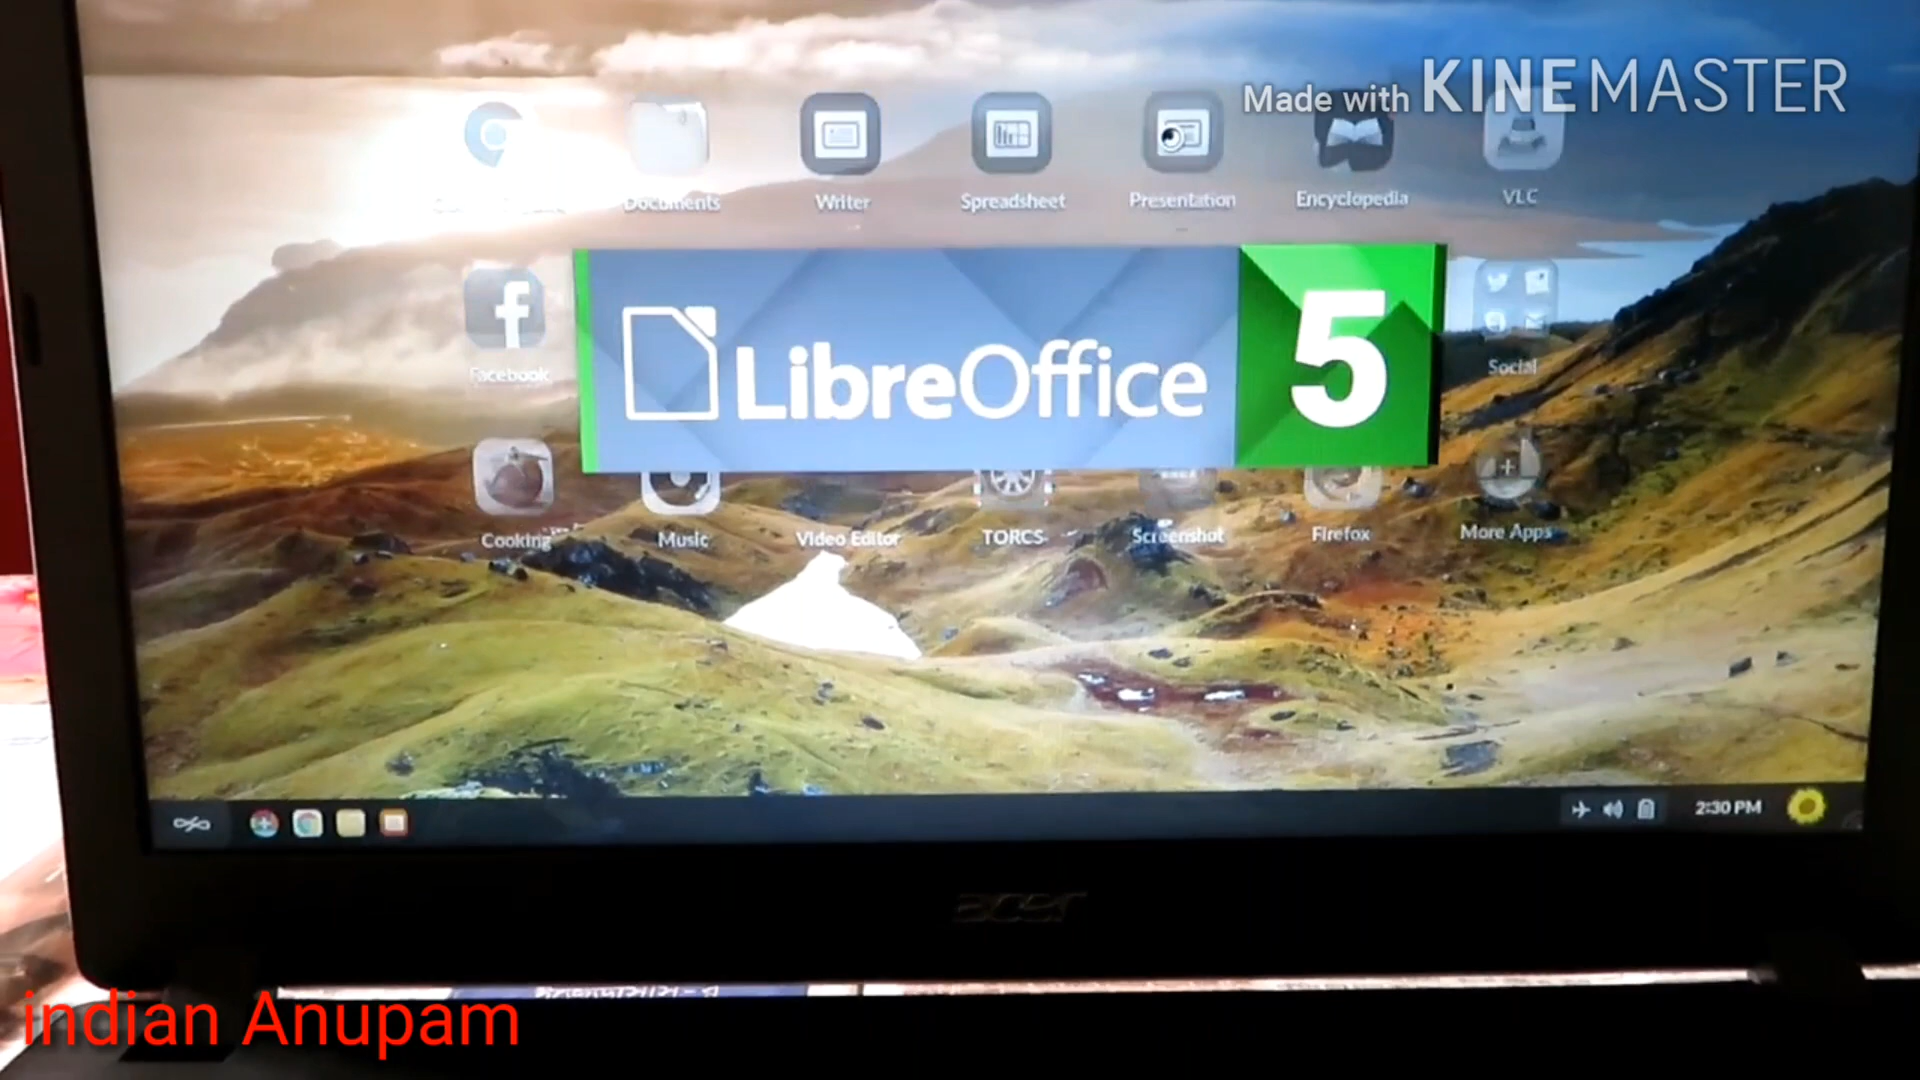 Made with KINEMASTER
Documents
Writer
Spreadsheet
Presentation
Encyclopedia
VLC
Facebook
LibreOffice 5
Social
Cooking
Music
Video Editor
TORCS
Screenshot
Firefox
More Apps
2:30 PM
acer
indian Anupam